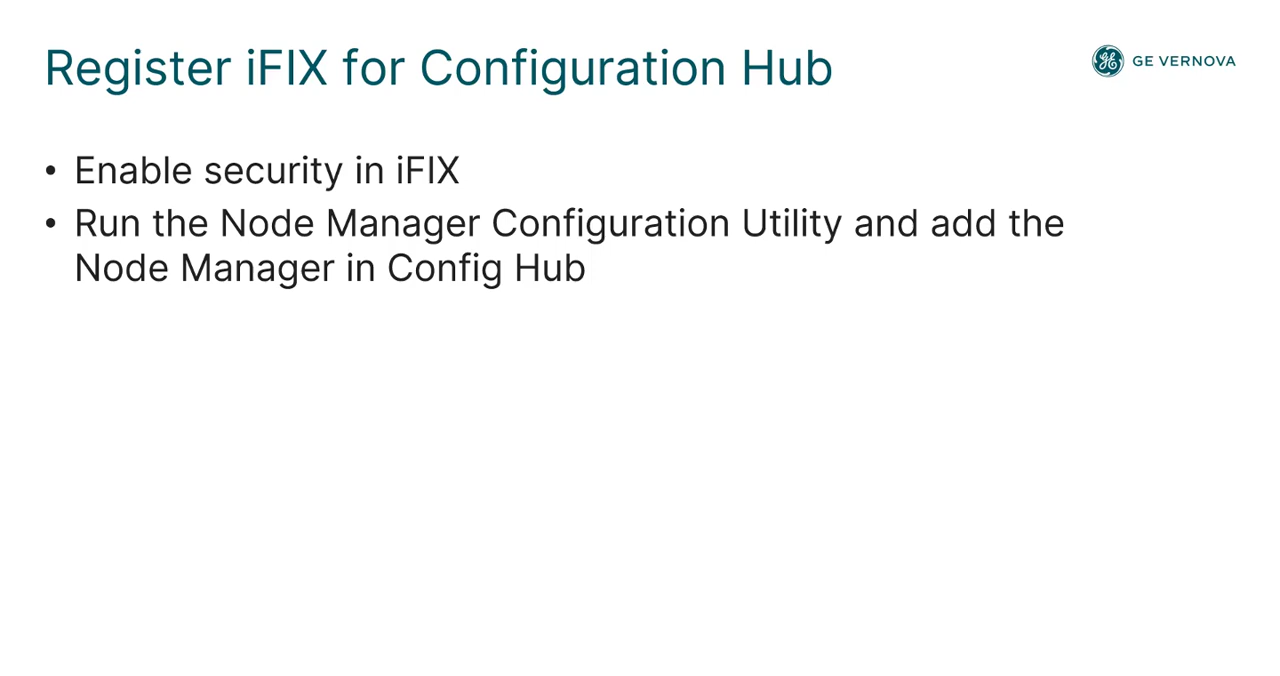 Register iFIX for Configuration Hub
GE VERNOVA
• Enable security in iFIX
• Run the Node Manager Configuration Utility and add the
Node Manager in Config Hub